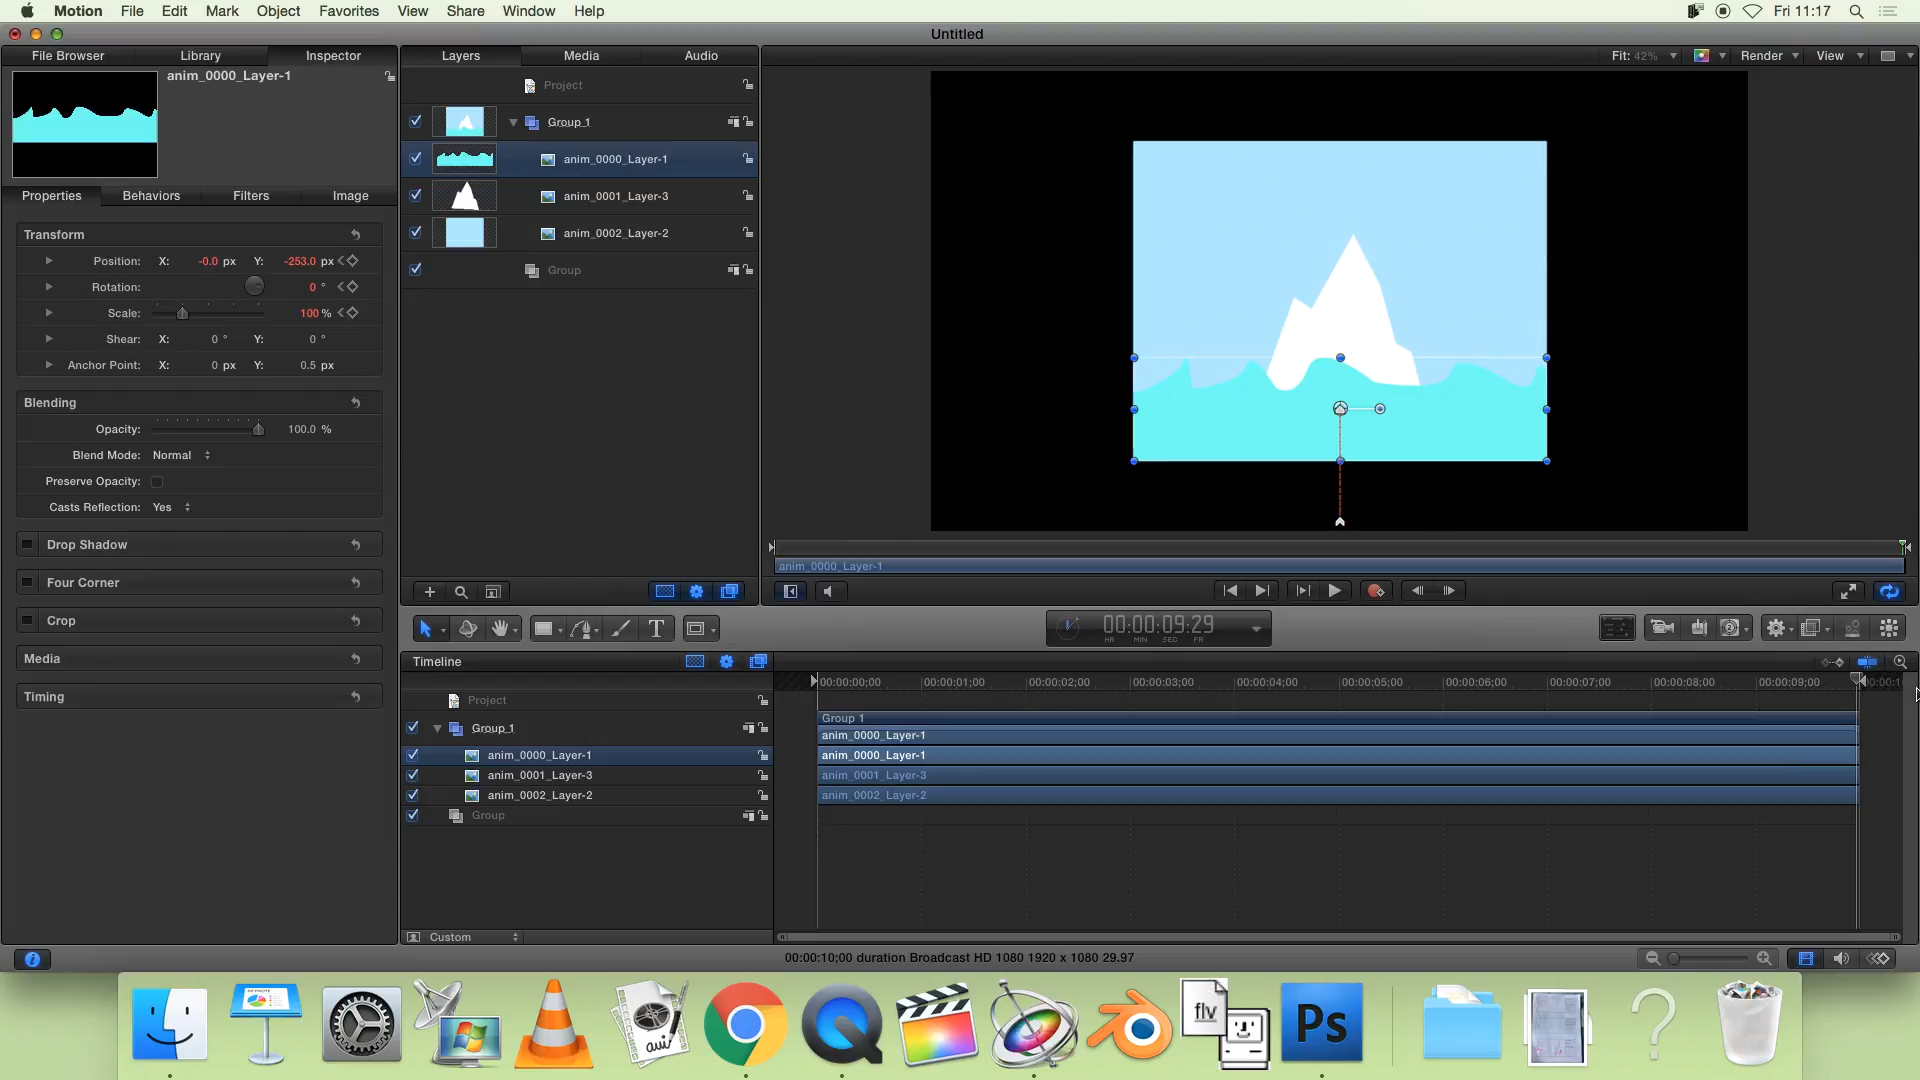 Motion File Edit Mark Object Favorites View Share Window Help Fri 11:17
Untitled
File Browser Library Inspector Layers Media Audio Fit: 42% Render View
anim_0000_Layer-1
Project
Group 1
anim_0000_Layer-1
anim_0001_Layer-3
anim_0002_Layer-2
Group
Properties Behaviors Filters Image
Transform
Position: X: -0.0 px Y: -253.0 px
Rotation: 0 °
Scale: 100 %
Shear: X: 0 ° Y: 0 °
Anchor Point: X: 0 px Y: 0.5 px
Blending
Opacity: 100.0 %
Blend Mode: Normal
Preserve Opacity:
Casts Reflection: Yes
Drop Shadow
Four Corner
Crop
Media
Timing
anim_0000_Layer-1
00:00:09:29
HR MIN SEC FR
Timeline
00:00:00;00 00:00:01;00 00:00:02;00 00:00:03;00 00:00:04;00 00:00:05;00 00:00:06;00 00:00:07;00 00:00:08;00 00:00:09;00
Project
Group 1 Group 1
anim_0000_Layer-1
anim_0000_Layer-1 anim_0000_Layer-1
anim_0001_Layer-3 anim_0001_Layer-3
anim_0002_Layer-2 anim_0002_Layer-2
Group
Custom
00:00:10;00 duration Broadcast HD 1080 1920 x 1080 29.97
KEYNOTE
avi
flv
Ps